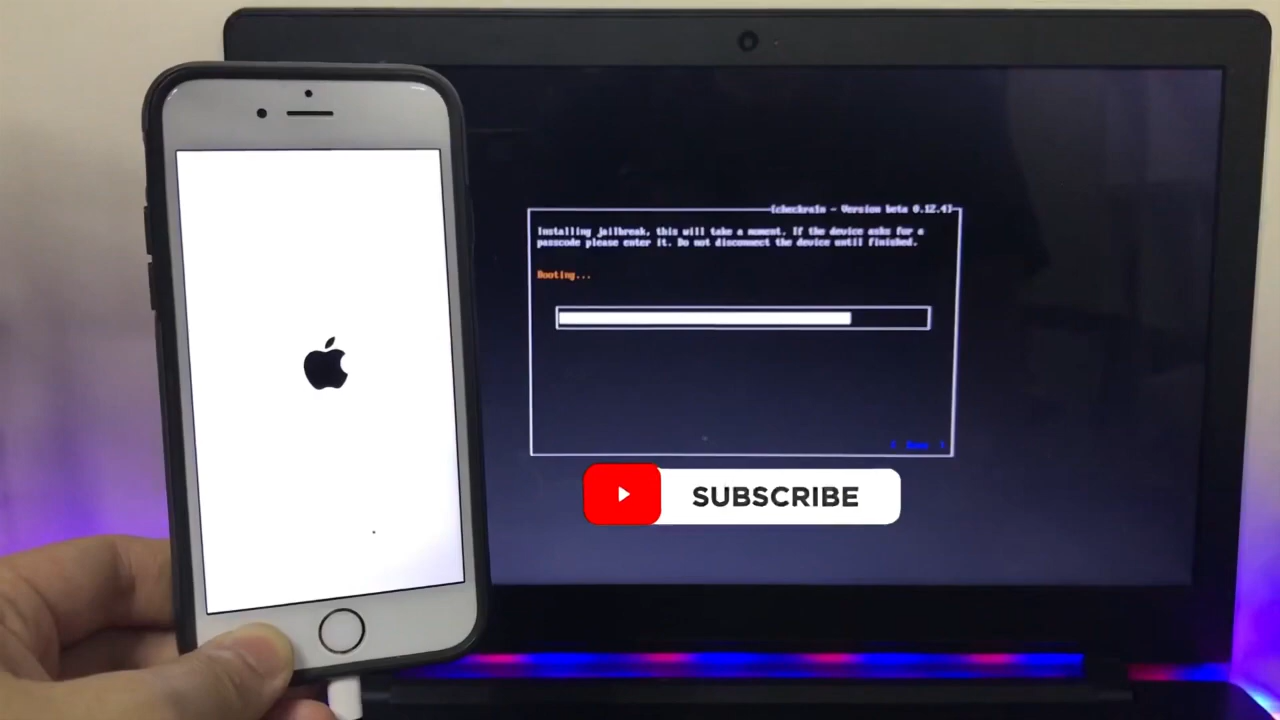 [checkra1n - Version beta 0.12.4]
Installing jailbreak, this will take a moment. If the device asks for a
passcode please enter it. Do not disconnect the device until finished.
Booting...
SUBSCRIBE